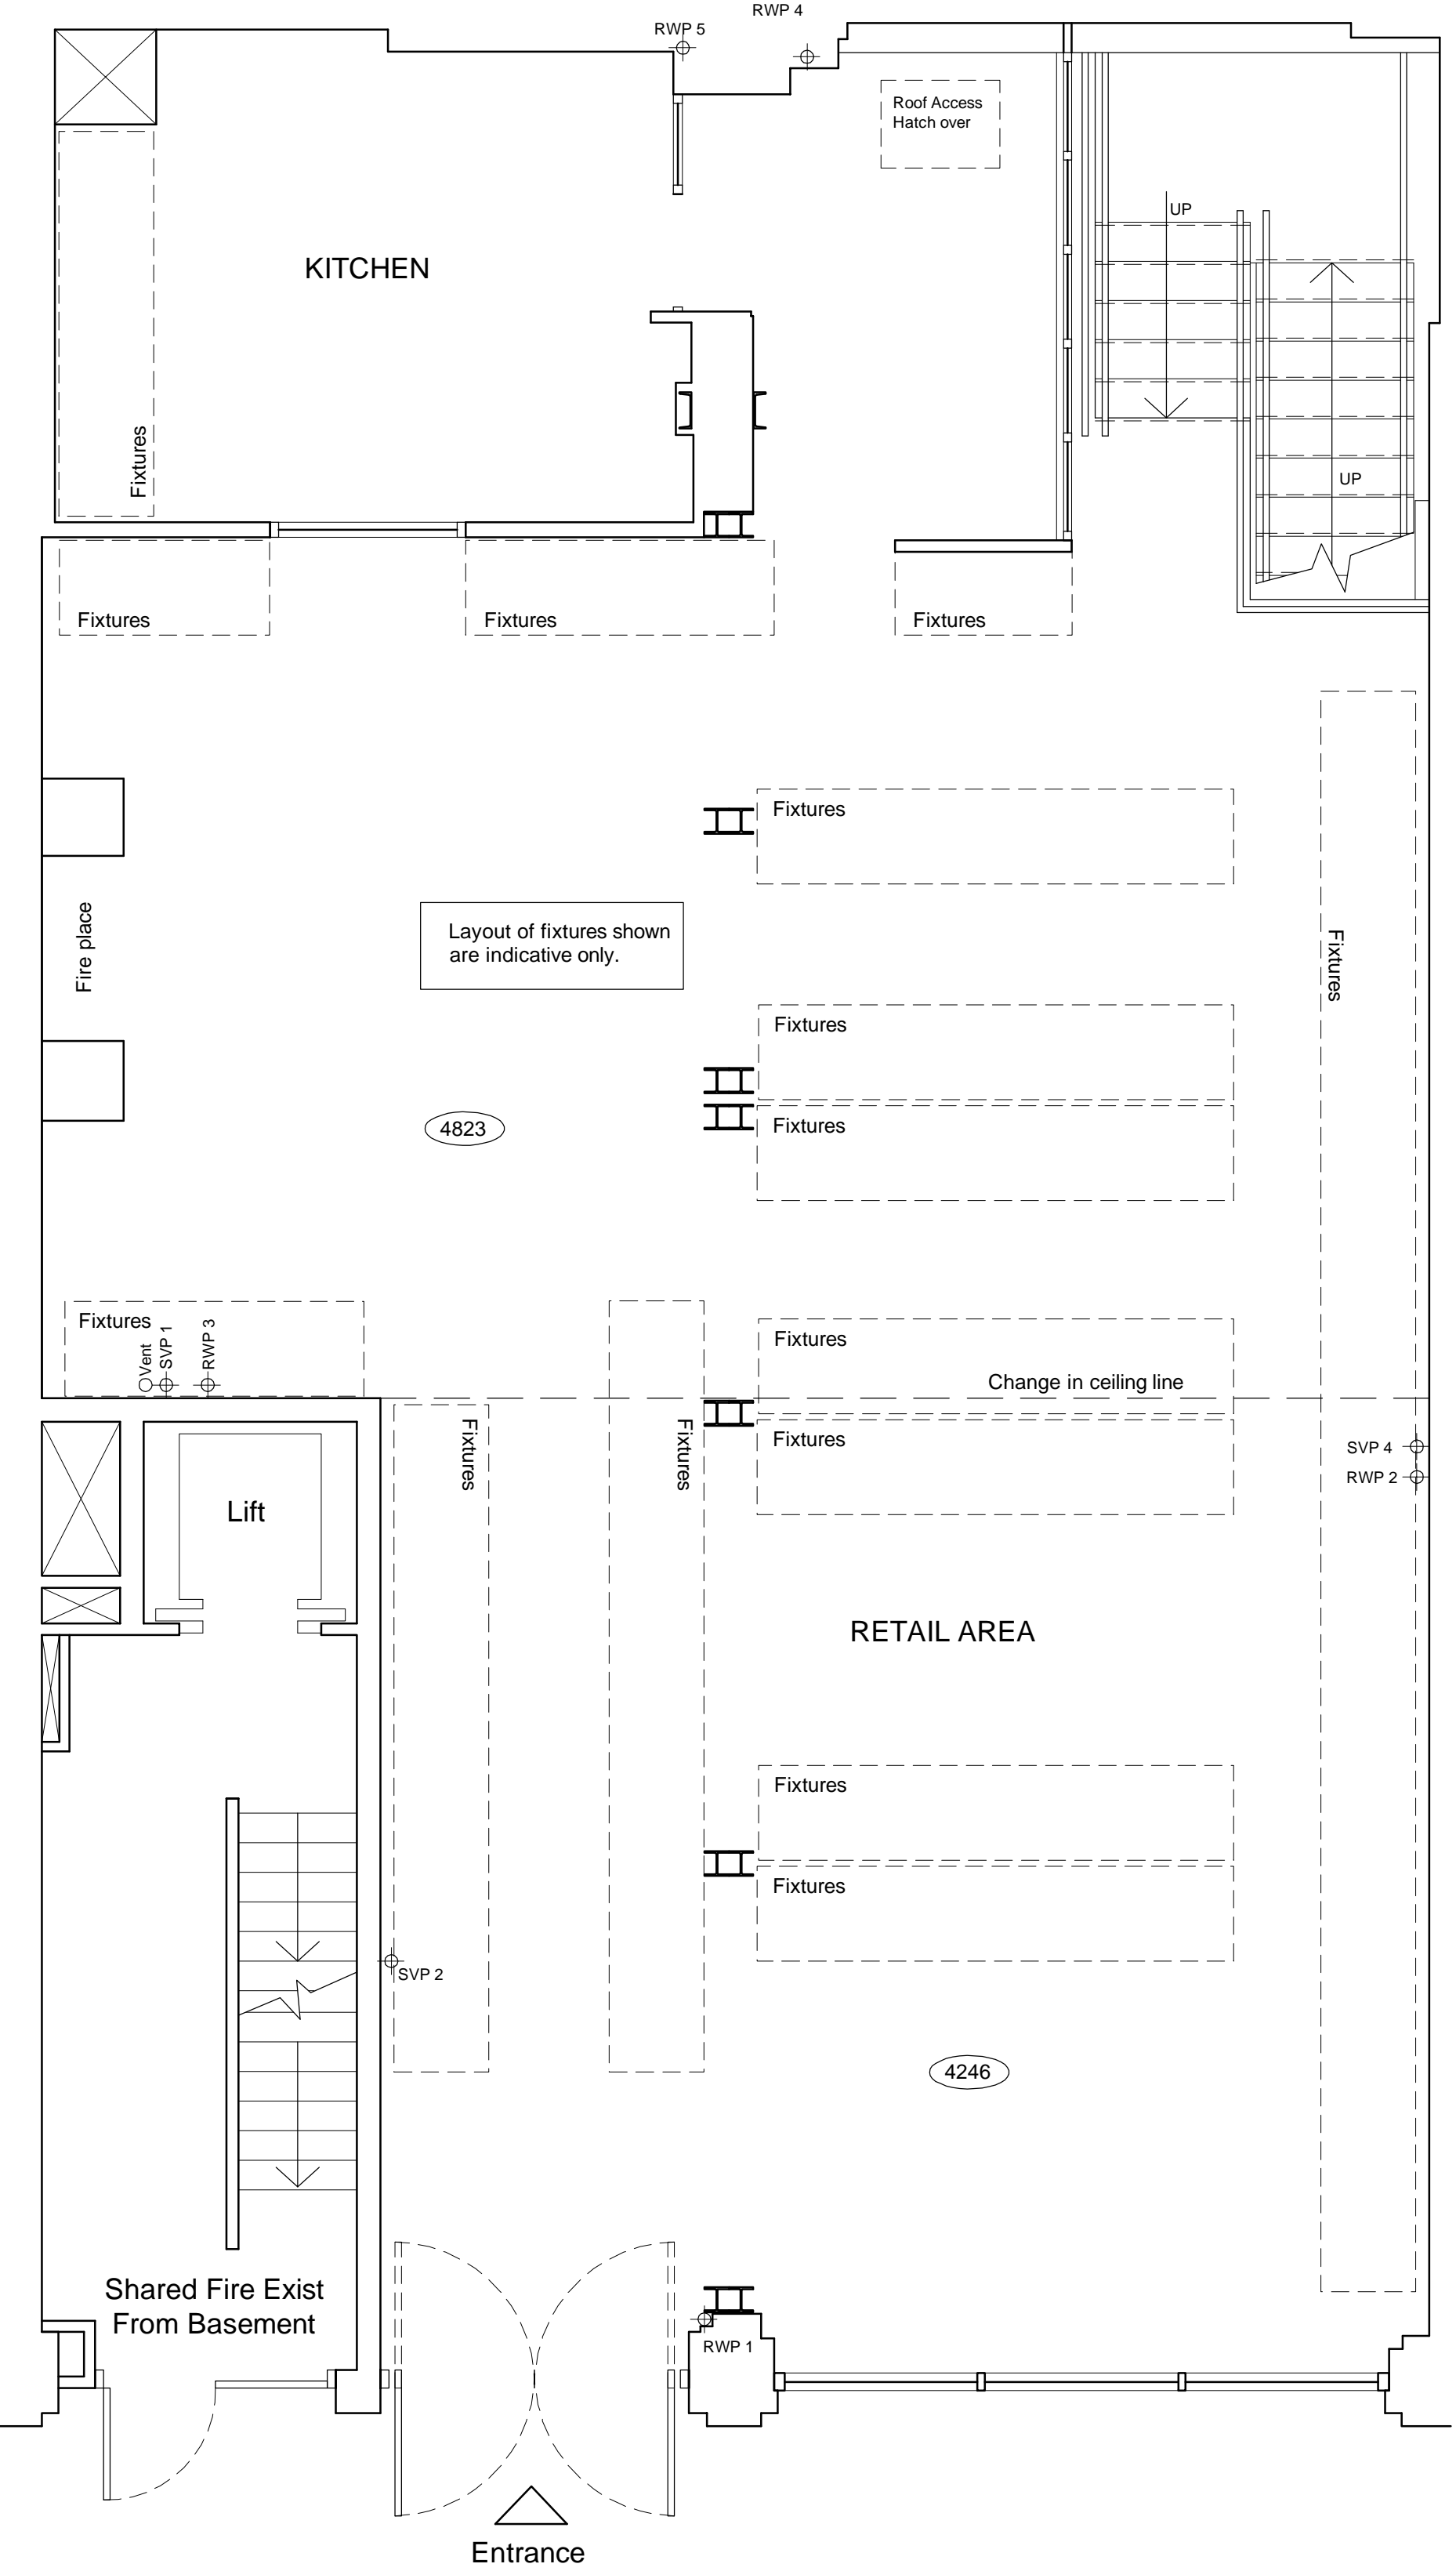 RWP 4
RWP 5
Roof Access
Hatch over
UP
KITCHEN
Fixtures
UP
Fixtures
Fixtures
Fixtures
Fixtures
Fire place
Layout of fixtures shown
are indicative only.
Fixtures
Fixtures
4823
Fixtures
Fixtures
Vent
SVP 1
RWP 3
Fixtures
Change in ceiling line
Fixtures
Fixtures
Fixtures
SVP 4
RWP 2
Lift
RETAIL AREA
Fixtures
Fixtures
SVP 2
4246
Shared Fire Exist
From Basement
RWP 1
Entrance